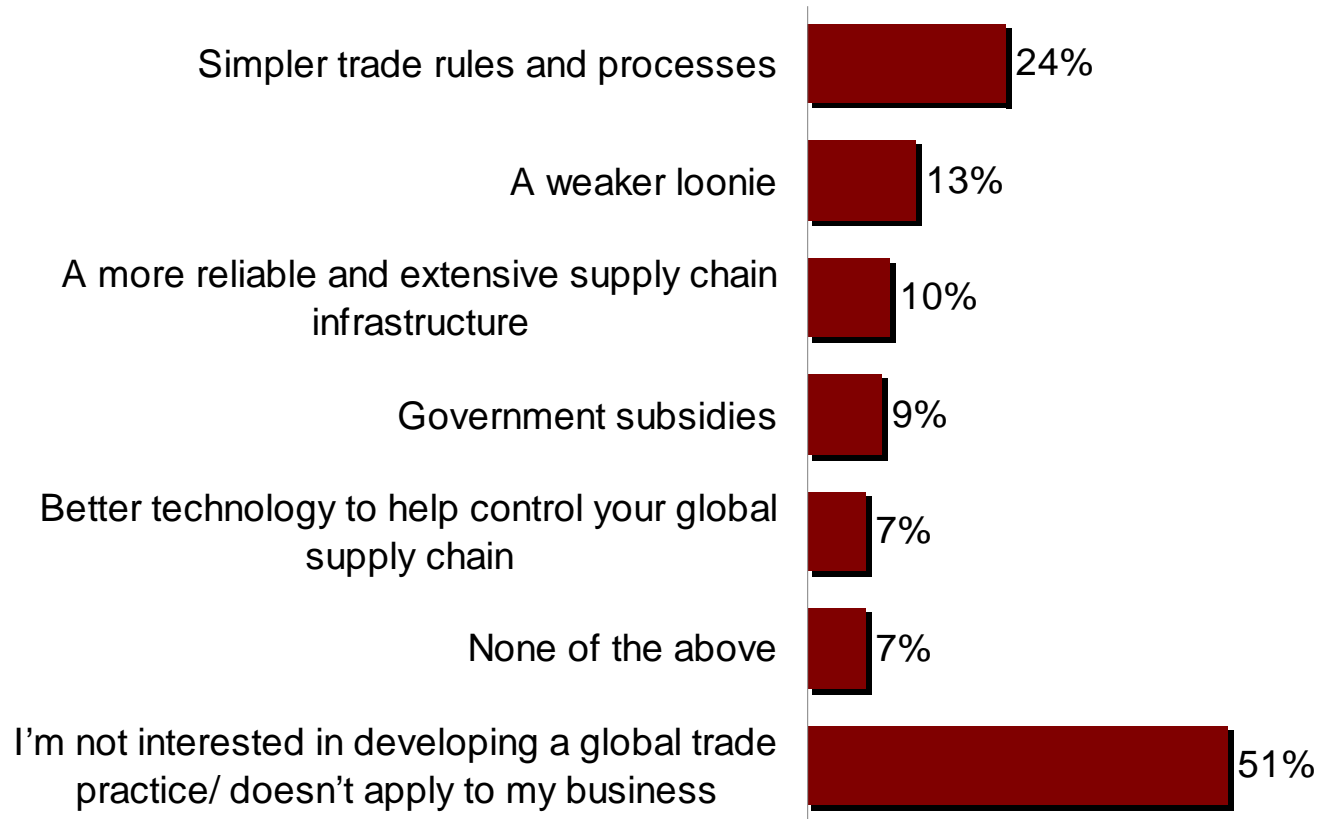 Simpler trade rules and processes 24%
A weaker loonie 13%
A more reliable and extensive supply chain
infrastructure 10%
Government subsidies 9%
Better technology to help control your global
supply chain 7%
None of the above 7%
I’m not interested in developing a global trade
practice/ doesn’t apply to my business 51%